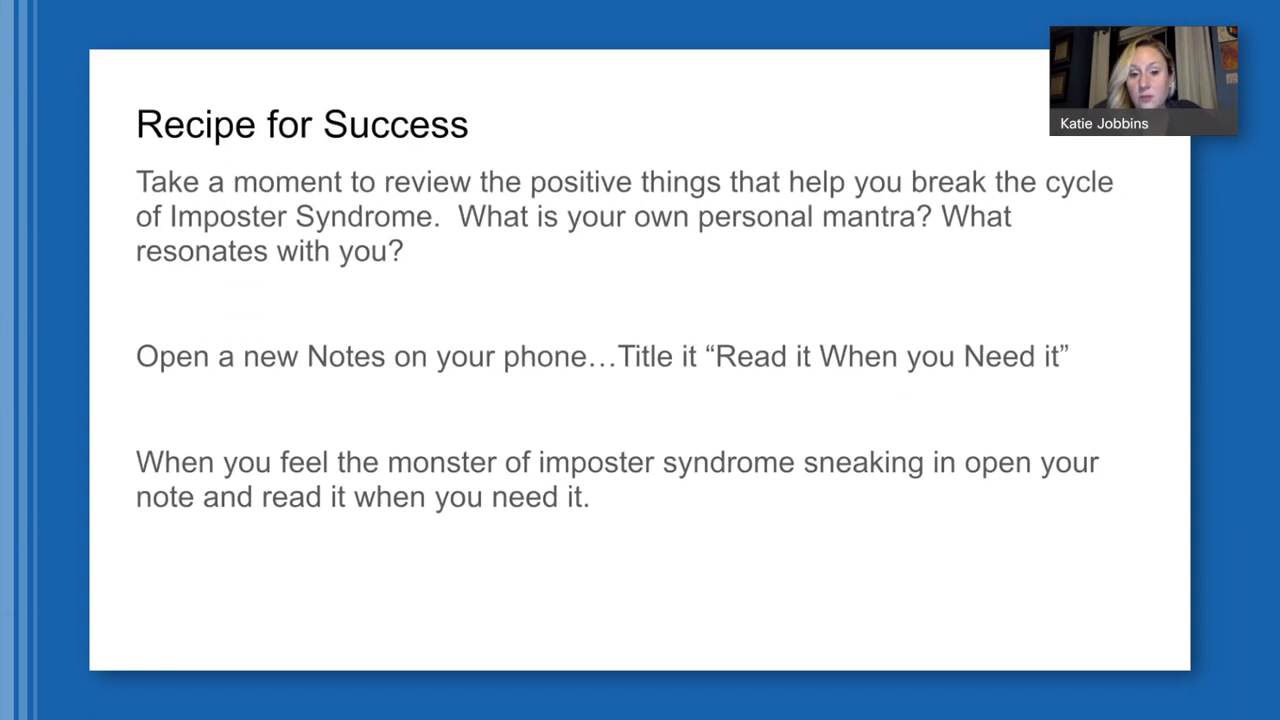 Recipe for Success
Take a moment to review the positive things that help you break the cycle
of Imposter Syndrome.  What is your own personal mantra? What
resonates with you?
Open a new Notes on your phone…Title it “Read it When you Need it”
When you feel the monster of imposter syndrome sneaking in open your
note and read it when you need it.
Katie Jobbins